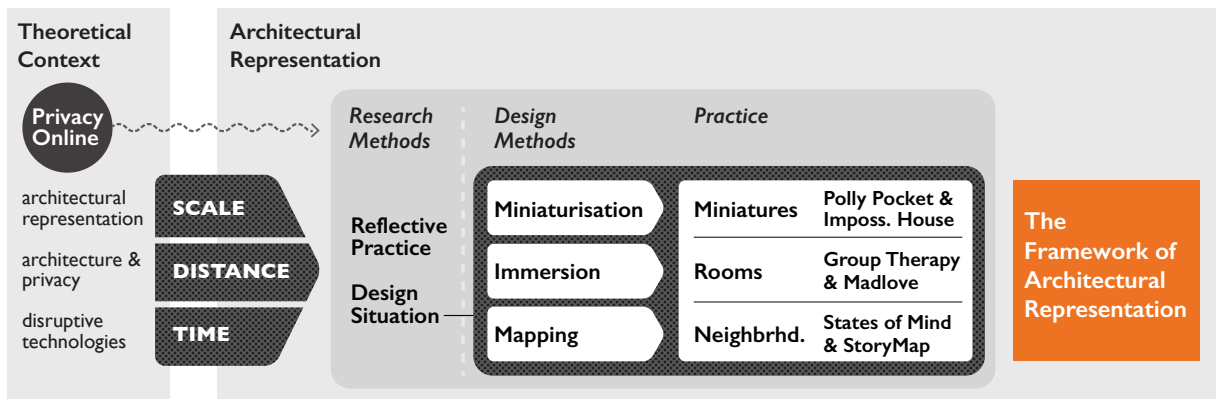 Theoretical
Context
Architectural
Representation
Privacy
Online
Research
Methods
Design
Methods
Practice
architectural
representation
architecture &
privacy
disruptive
technologies
SCALE
DISTANCE
TIME
Reflective
Practice
Design
Situation
Miniaturisation
Immersion
Mapping
Miniatures
Polly Pocket &
Imposs. House
Rooms
Group Therapy
& Madlove
Neighbrhd.
States of Mind
& StoryMap
The
Framework of
Architectural
Representation